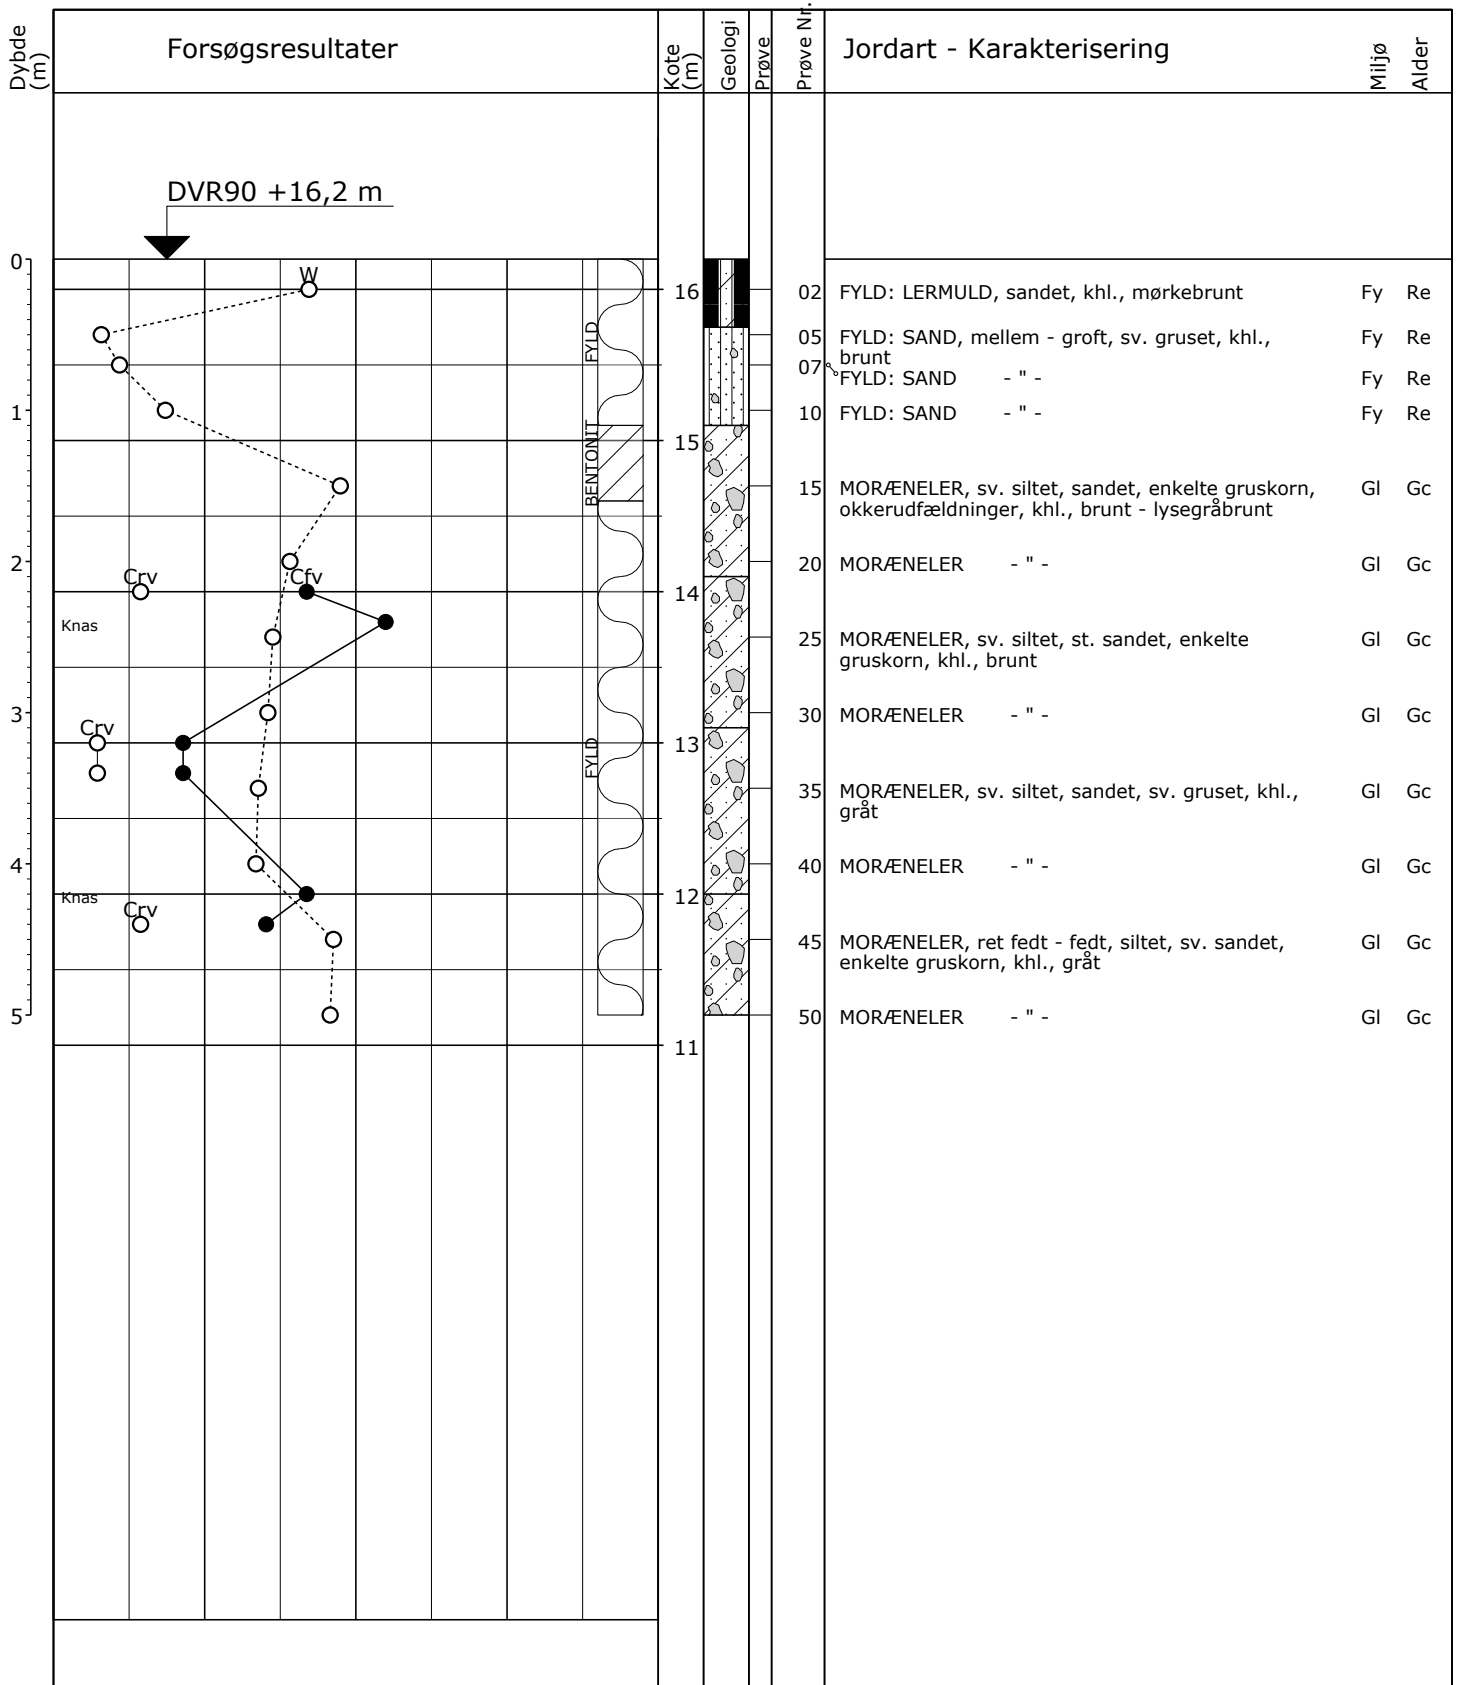 Dybde
(m)
Forsøgsresultater
Kote
(m)
Geologi
Prøve
Prøve Nr.
Jordart - Karakterisering
Miljø
Alder
DVR90 +16,2 m
0
W
16
02 FYLD: LERMULD, sandet, khl., mørkebrunt Fy Re
FYLD
05 FYLD: SAND, mellem - groft, sv. gruset, khl., Fy Re
brunt
07 FYLD: SAND - " - Fy Re
1
10 FYLD: SAND - " - Fy Re
15
BENTONIT
15 MORÆNELER, sv. siltet, sandet, enkelte gruskorn, Gl Gc
okkerudfældninger, khl., brunt - lysegråbrunt
2
20 MORÆNELER - " - Gl Gc
Crv
Cfv
14
Knas
25 MORÆNELER, sv. siltet, st. sandet, enkelte Gl Gc
gruskorn, khl., brunt
3
30 MORÆNELER - " - Gl Gc
Crv
13
FYLD
35 MORÆNELER, sv. siltet, sandet, sv. gruset, khl., Gl Gc
gråt
4
40 MORÆNELER - " - Gl Gc
Knas
12
Crv
45 MORÆNELER, ret fedt - fedt, siltet, sv. sandet, Gl Gc
enkelte gruskorn, khl., gråt
5
50 MORÆNELER - " - Gl Gc
11